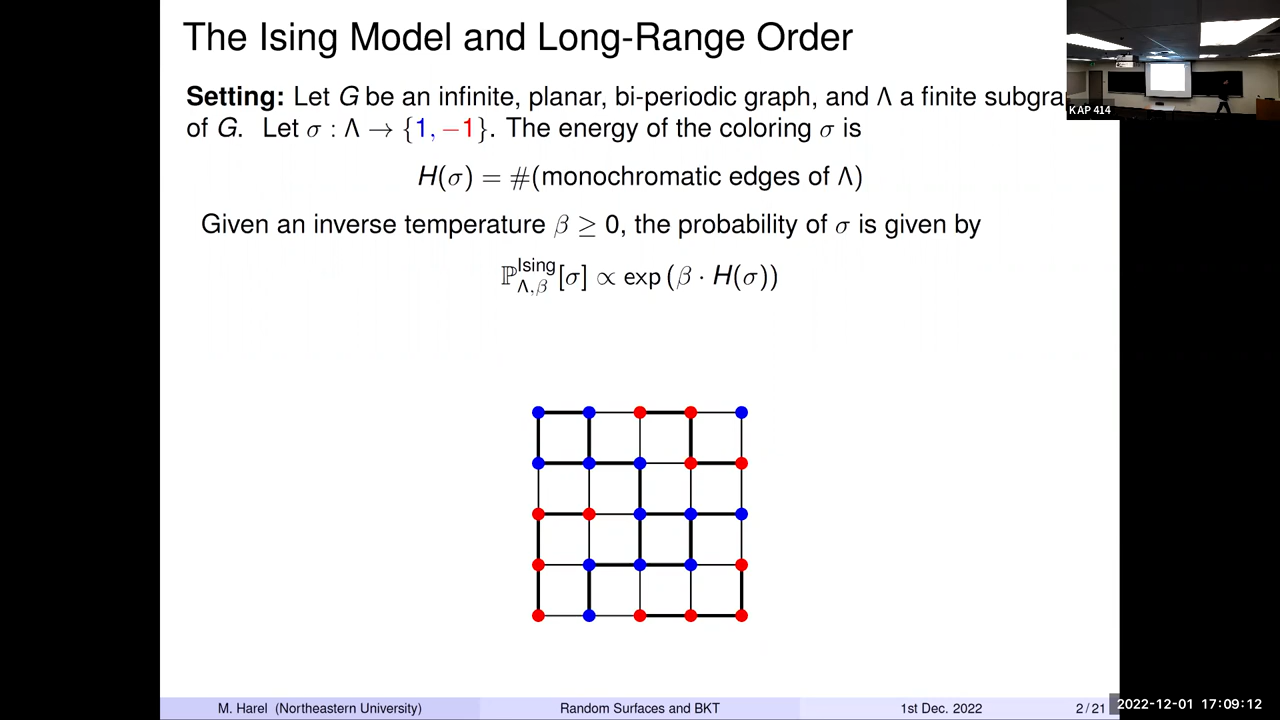 The Ising Model and Long-Range Order
Setting: Let G be an infinite, planar, bi-periodic graph, and Λ a finite subgra
KAP 414
of G. Let σ : Λ → {1, −1}. The energy of the coloring σ is
H(σ) = #(monochromatic edges of Λ)
Given an inverse temperature β ≥ 0, the probability of σ is given by
ℙ^Ising_Λ,β[σ] ∝ exp (β · H(σ))
M. Harel (Northeastern University) Random Surfaces and BKT 1st Dec. 2022 2 / 21
2022-12-01 17:09:12